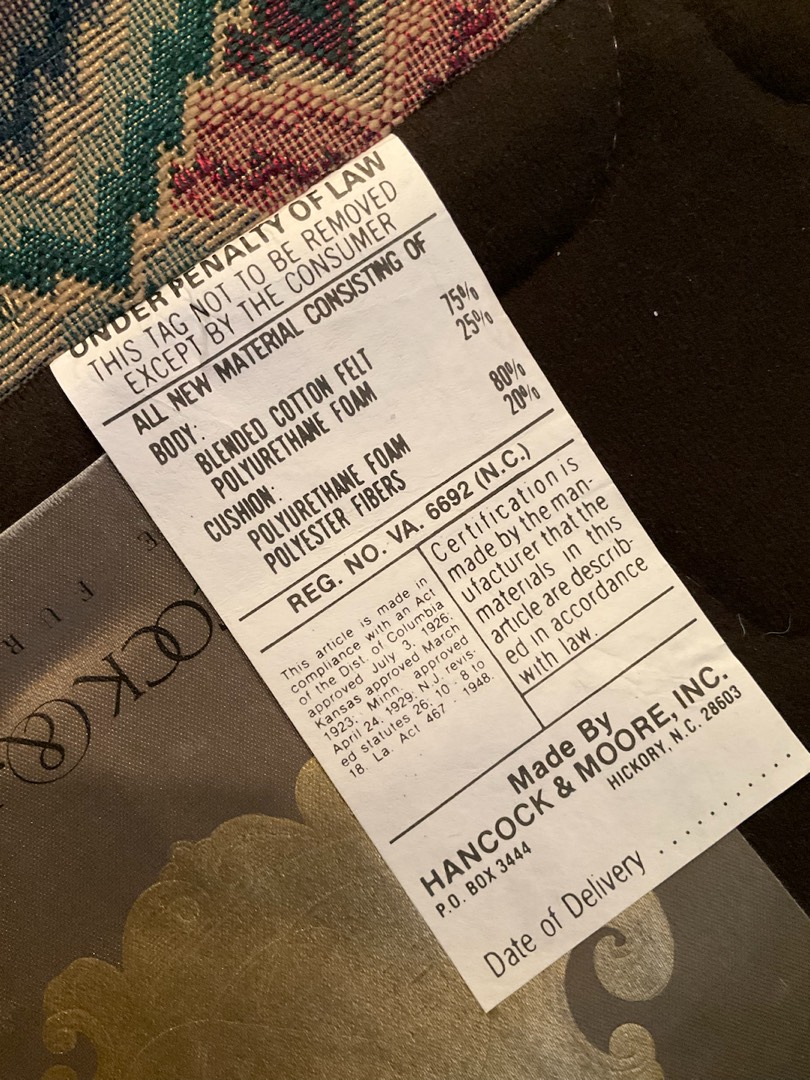 UNDER PENALTY OF LAW
THIS TAG NOT TO BE REMOVED
EXCEPT BY THE CONSUMER
ALL NEW MATERIAL CONSISTING OF
BODY:
BLENDED COTTON FELT 75%
POLYURETHANE FOAM 25%
CUSHION:
POLYURETHANE FOAM 80%
POLYESTER FIBERS 20%
REG. NO. VA. 6692 (N.C.)
This article is made in
compliance with an Act
of the Dist. of Columbia
approved July 3, 1926;
Kansas approved March
1923; Minn. approved
April 24, 1929; N.J. revis-
ed statutes 26: 10 - 8 to
18. La. Act 467 - 1948.
Certification is
made by the man-
ufacturer that the
materials in this
article are describ-
ed in accordance
with law.
Made By
HANCOCK & MOORE, INC.
P.O. BOX 3444 HICKORY, N.C. 28603
Date of Delivery . . . . . . . . . . .
COCK &
FUR